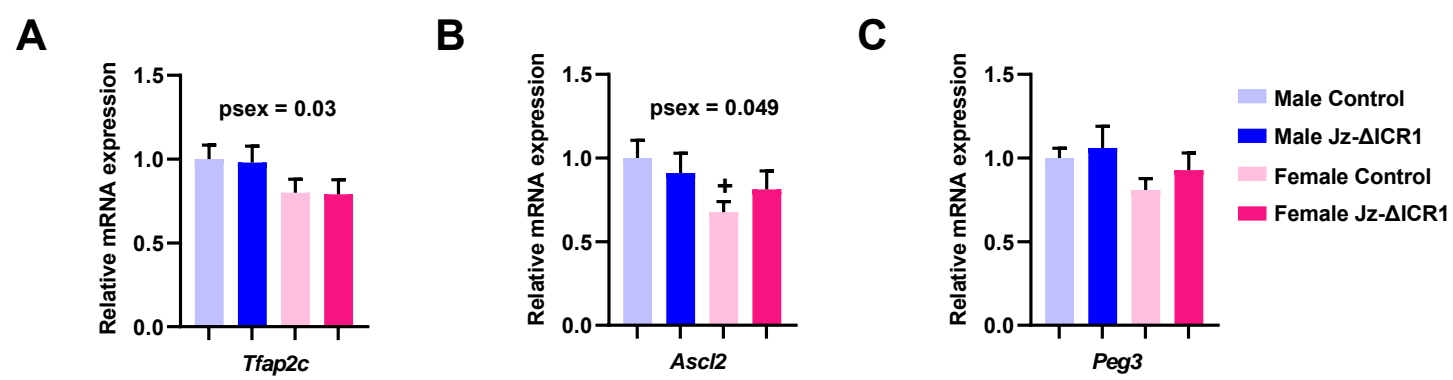 A
Relative mRNA expression
1.5
1.0
0.5
0.0
psex = 0.03
Tfap2c
B
Relative mRNA expression
1.5
1.0
0.5
0.0
psex = 0.049
+
Ascl2
C
Relative mRNA expression
1.5
1.0
0.5
0.0
Peg3
Male Control
Male Jz-ΔICR1
Female Control
Female Jz-ΔICR1